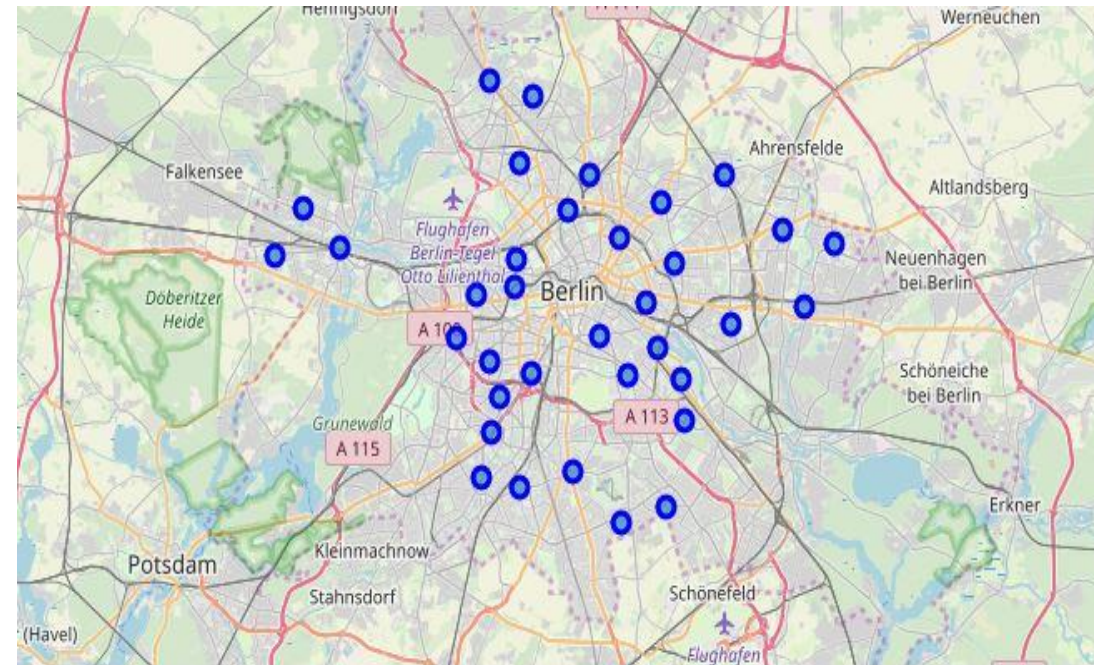 Hennigsdorf
Werneuchen
Ahrensfelde
Falkensee
Altlandsberg
Flughafen
Berlin-Tegel
Otto Lilienthal
Neuenhagen
bei Berlin
Berlin
Döberitzer
Heide
Schöneiche
bei Berlin
A 113
Grunewald
A 115
Erkner
Kleinmachnow
Potsdam
Stahnsdorf
Schönefeld
(Havel)
Flughafen